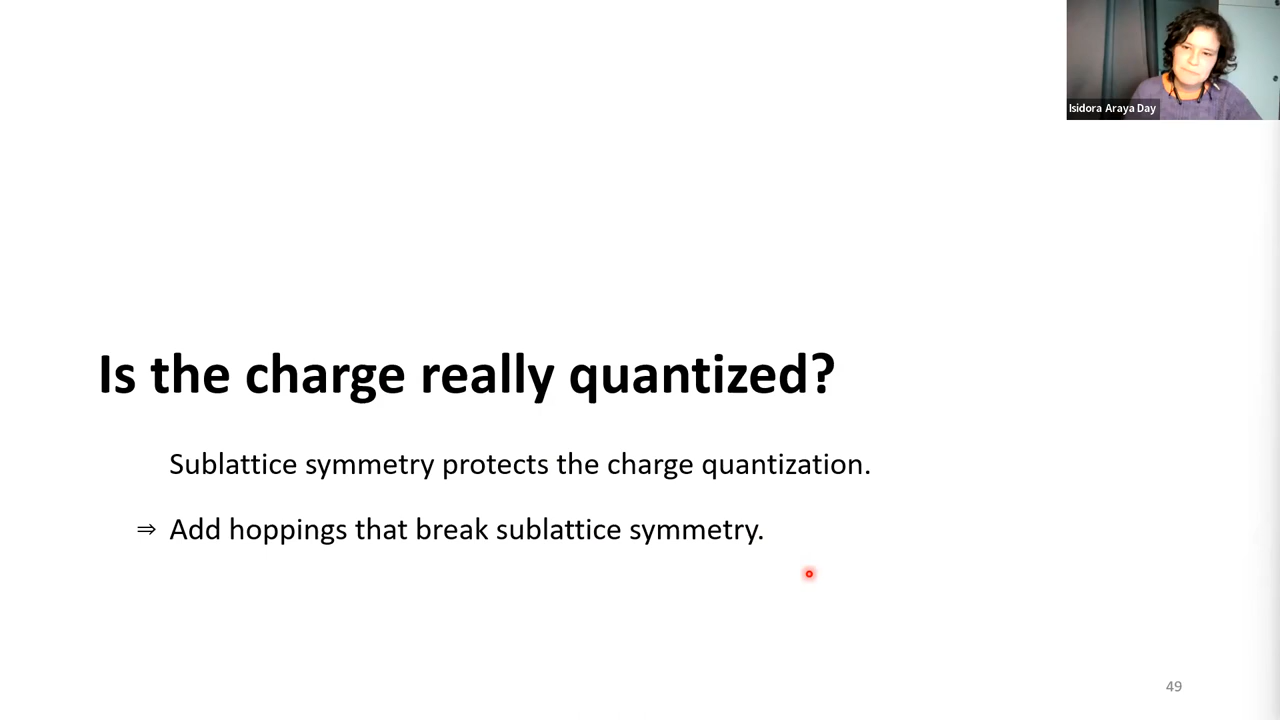 Isidora Araya Day
Is the charge really quantized?
Sublattice symmetry protects the charge quantization.
⇒ Add hoppings that break sublattice symmetry.
49